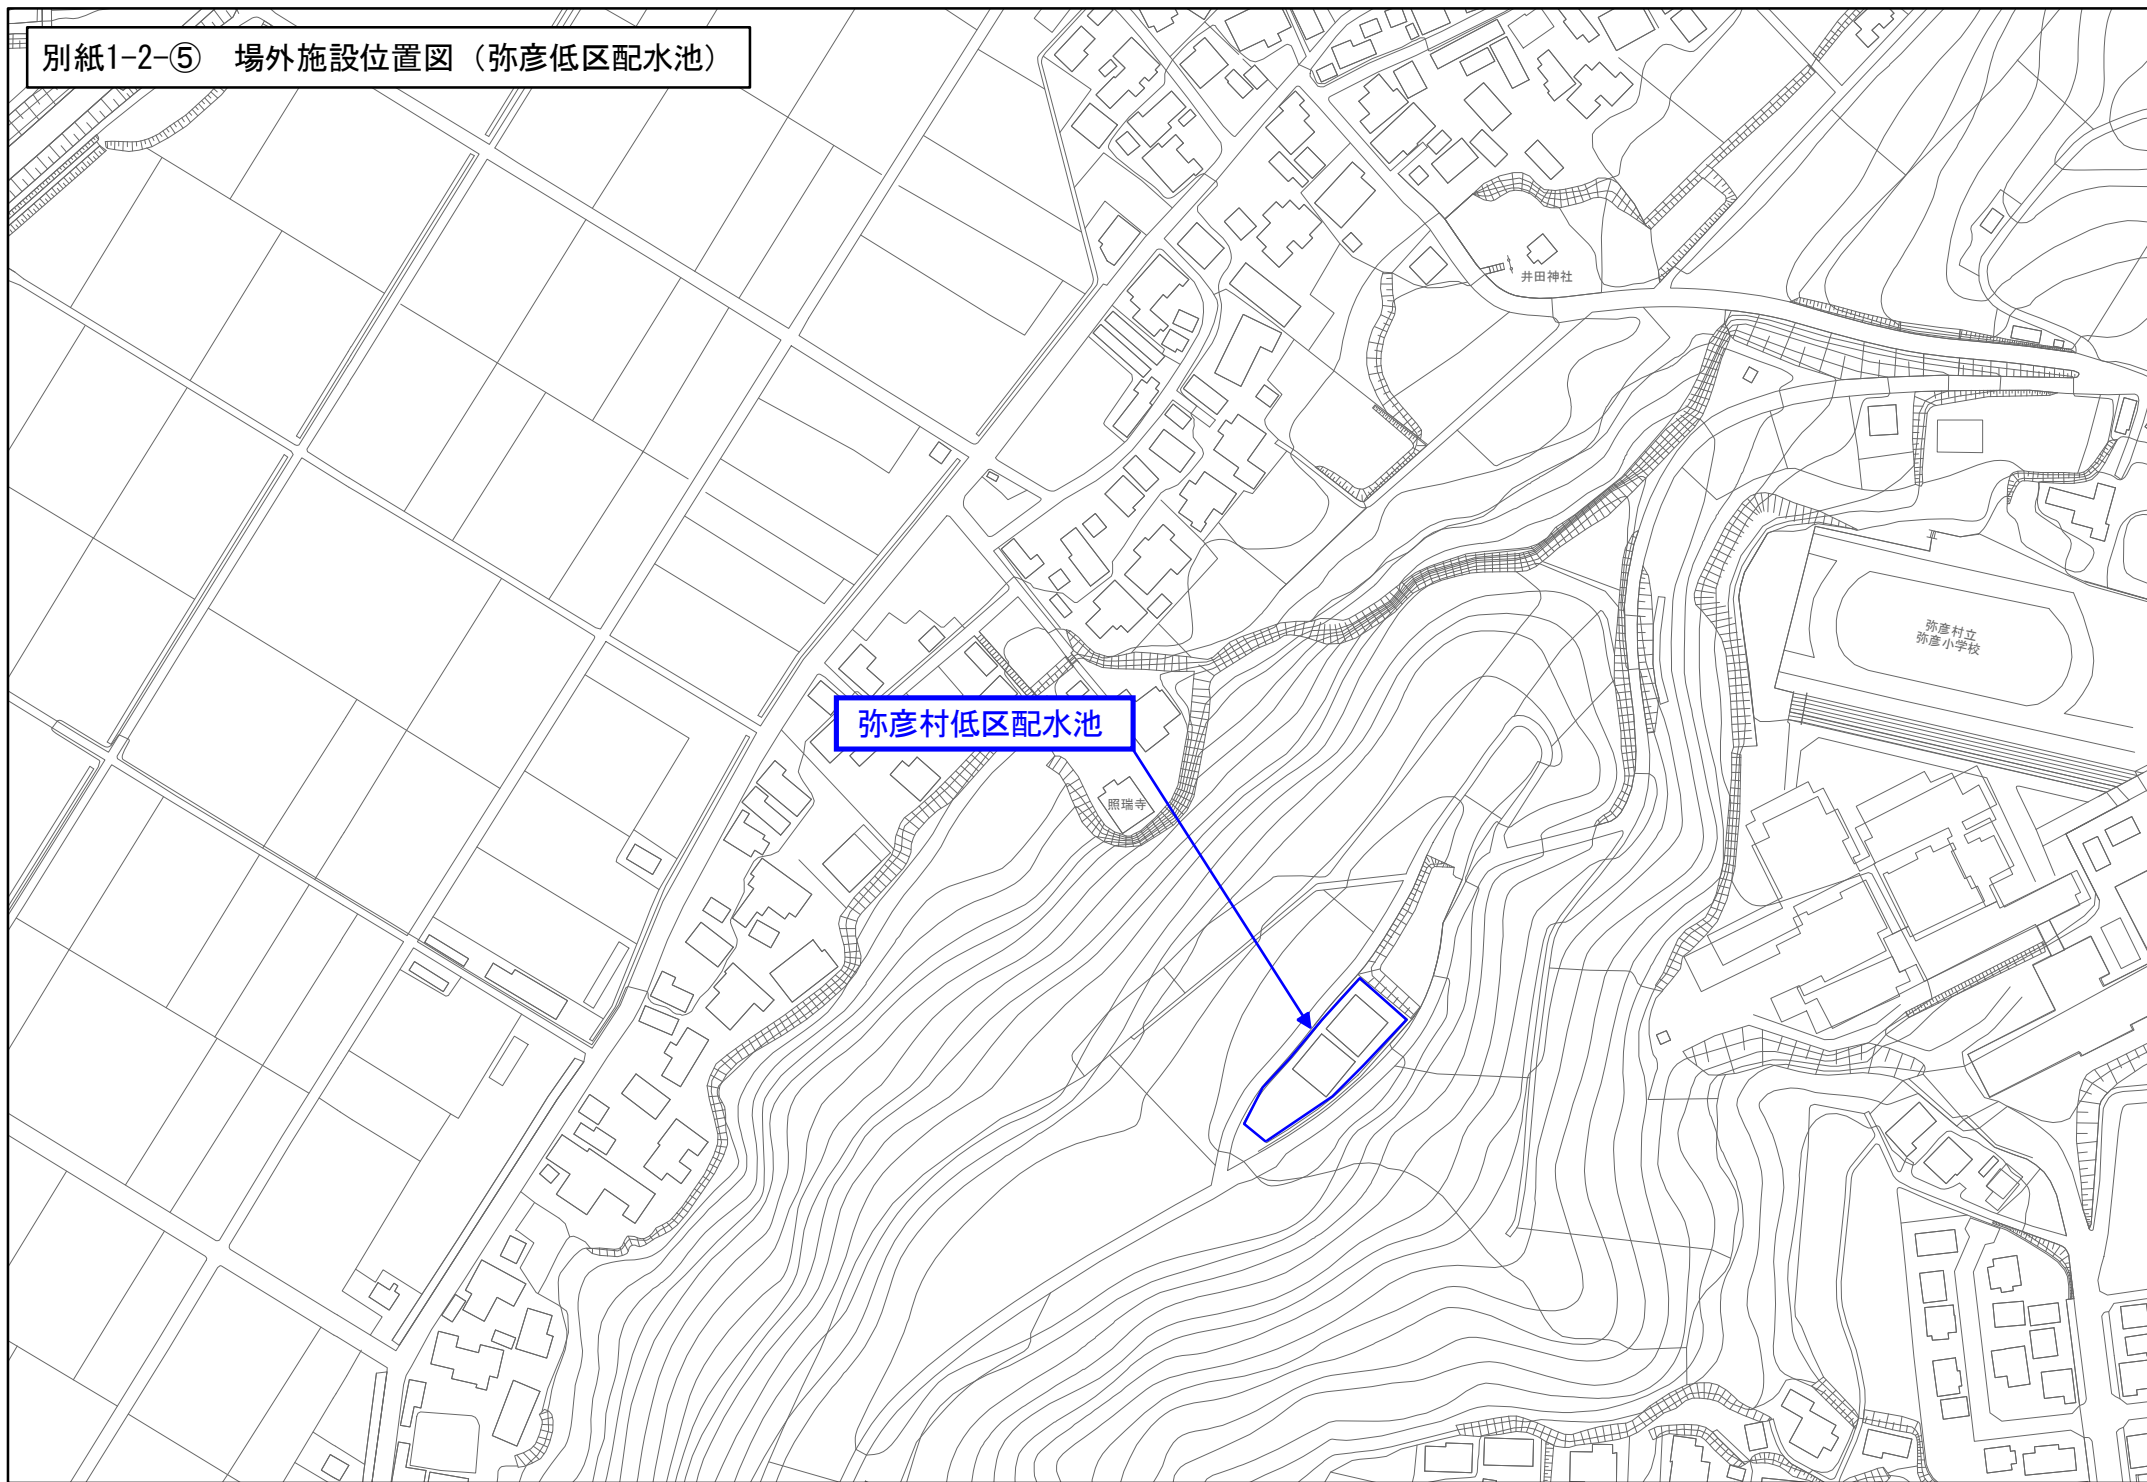 別紙1-2-⑤　場外施設位置図（弥彦低区配水池）
井田神社
弥彦村立
弥彦小学校
弥彦村低区配水池
照瑞寺